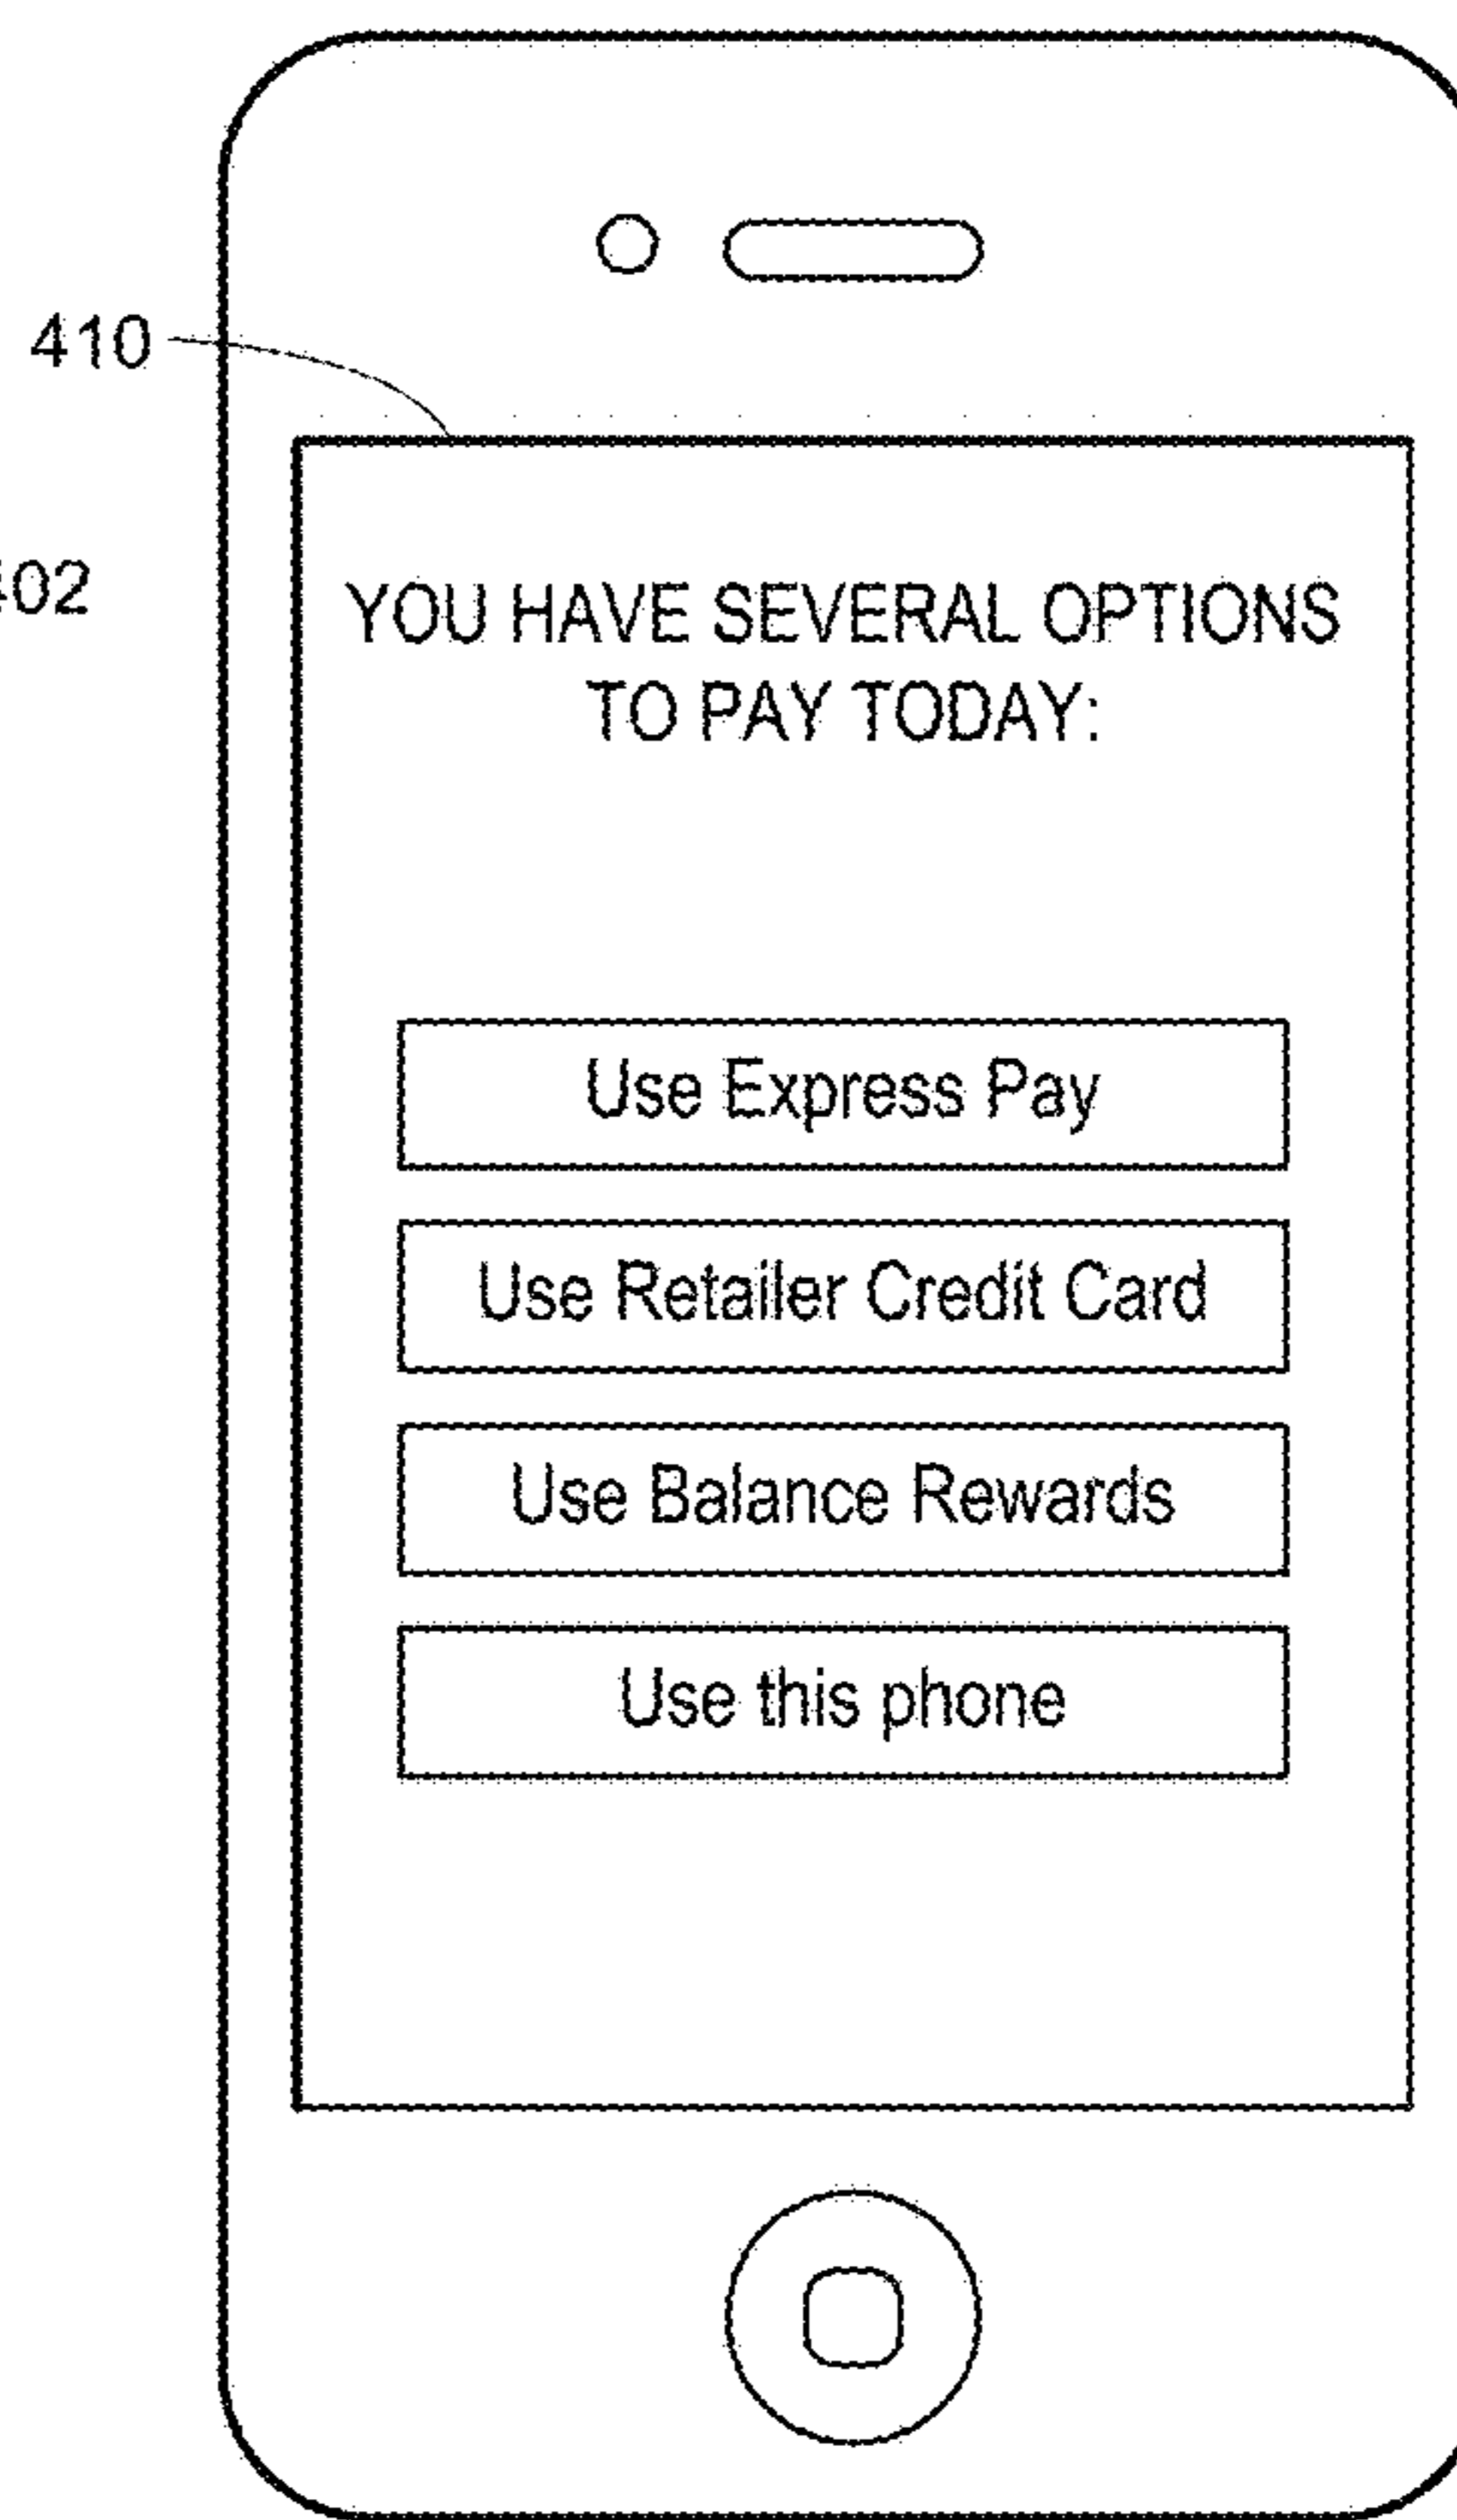 410
YOU HAVE SEVERAL OPTIONS
TO PAY TODAY:
Use Express Pay
Use Retailer Credit Card
Use Balance Rewards
Use this phone